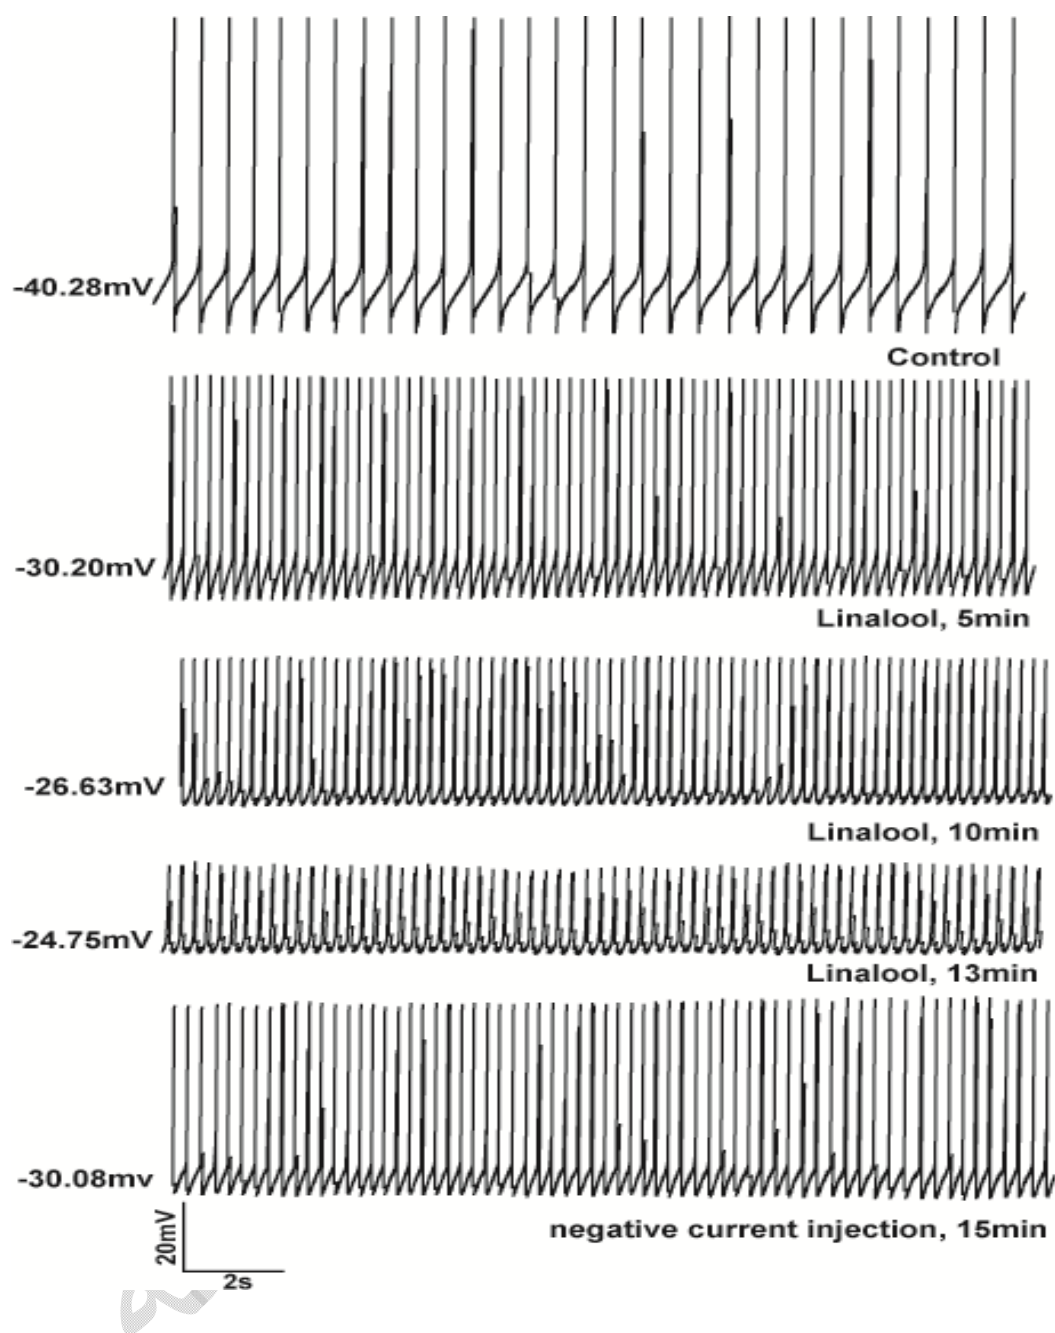 -40.28mV
Control
-30.20mV
Linalool, 5min
-26.63mV
Linalool, 10min
-24.75mV
Linalool, 13min
-30.08mv
negative current injection, 15min
20mV
2s